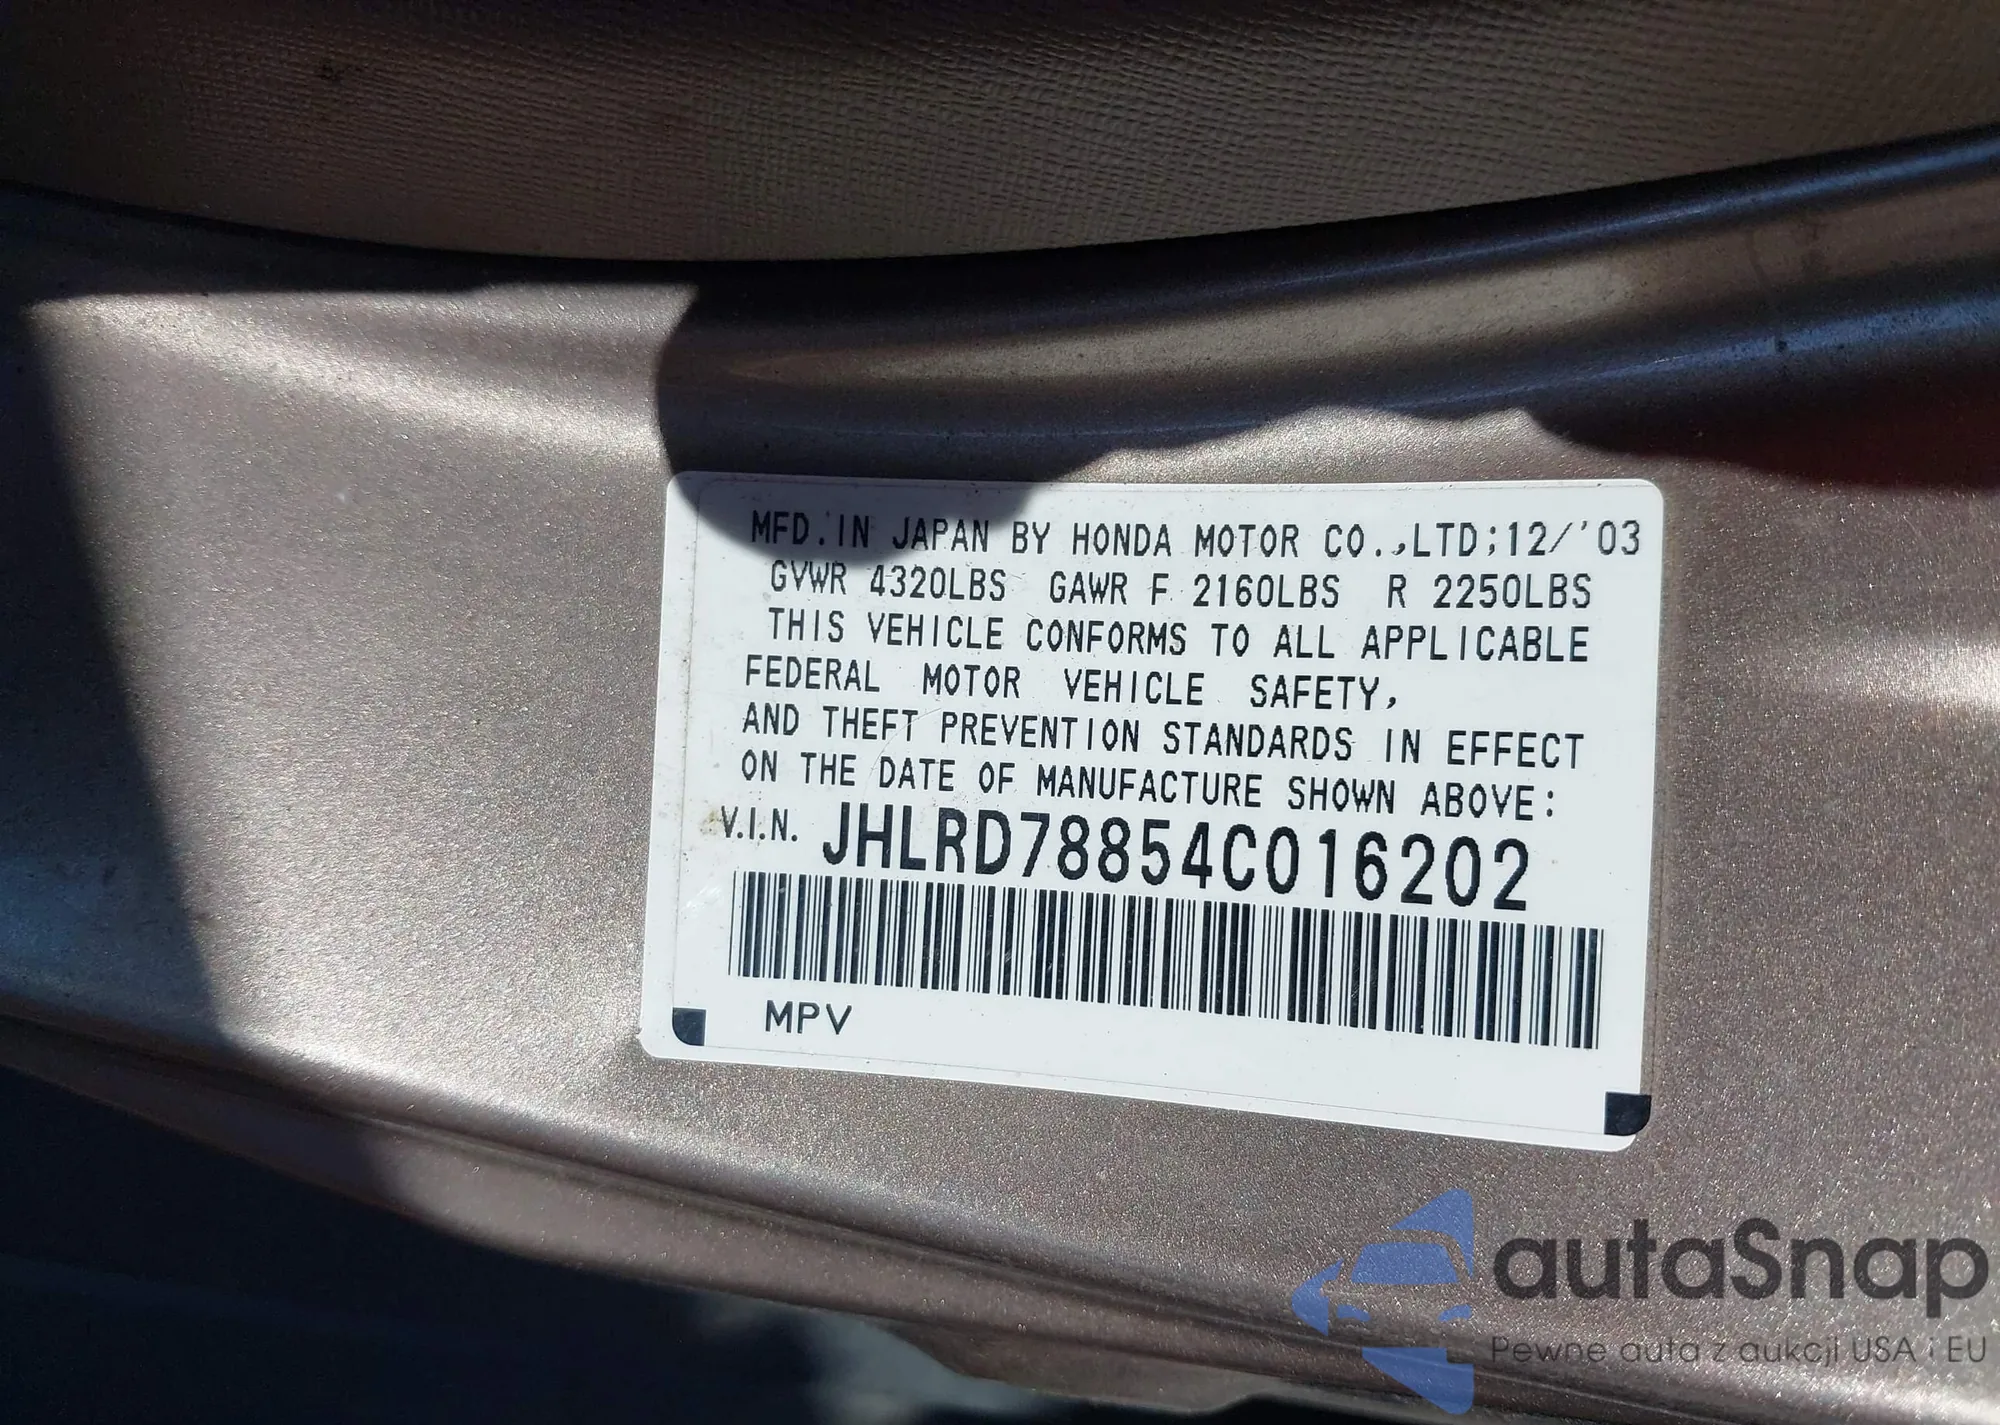 MFD. IN JAPAN BY HONDA MOTOR CO.,LTD;12/'03
GVWR 4320LBS GAWR F 2160LBS R 2250LBS
THIS VEHICLE CONFORMS TO ALL APPLICABLE
FEDERAL MOTOR VEHICLE SAFETY,
AND THEFT PREVENTION STANDARDS IN EFFECT
ON THE DATE OF MANUFACTURE SHOWN ABOVE:
V.I.N. JHLRD78854C016202
MPV
autaSnap
Pewne auta z aukcji USA i EU